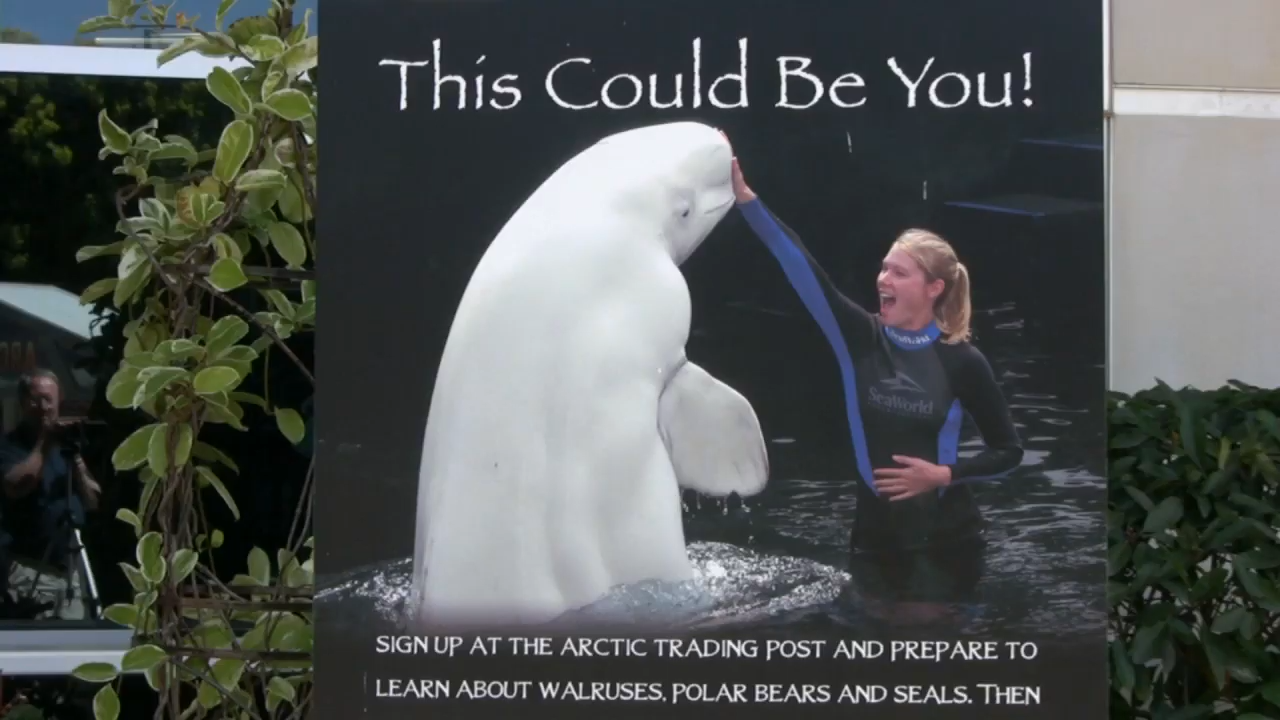 This Could Be You!
SeaWorld
SIGN UP AT THE ARCTIC TRADING POST AND PREPARE TO
LEARN ABOUT WALRUSES, POLAR BEARS AND SEALS. THEN